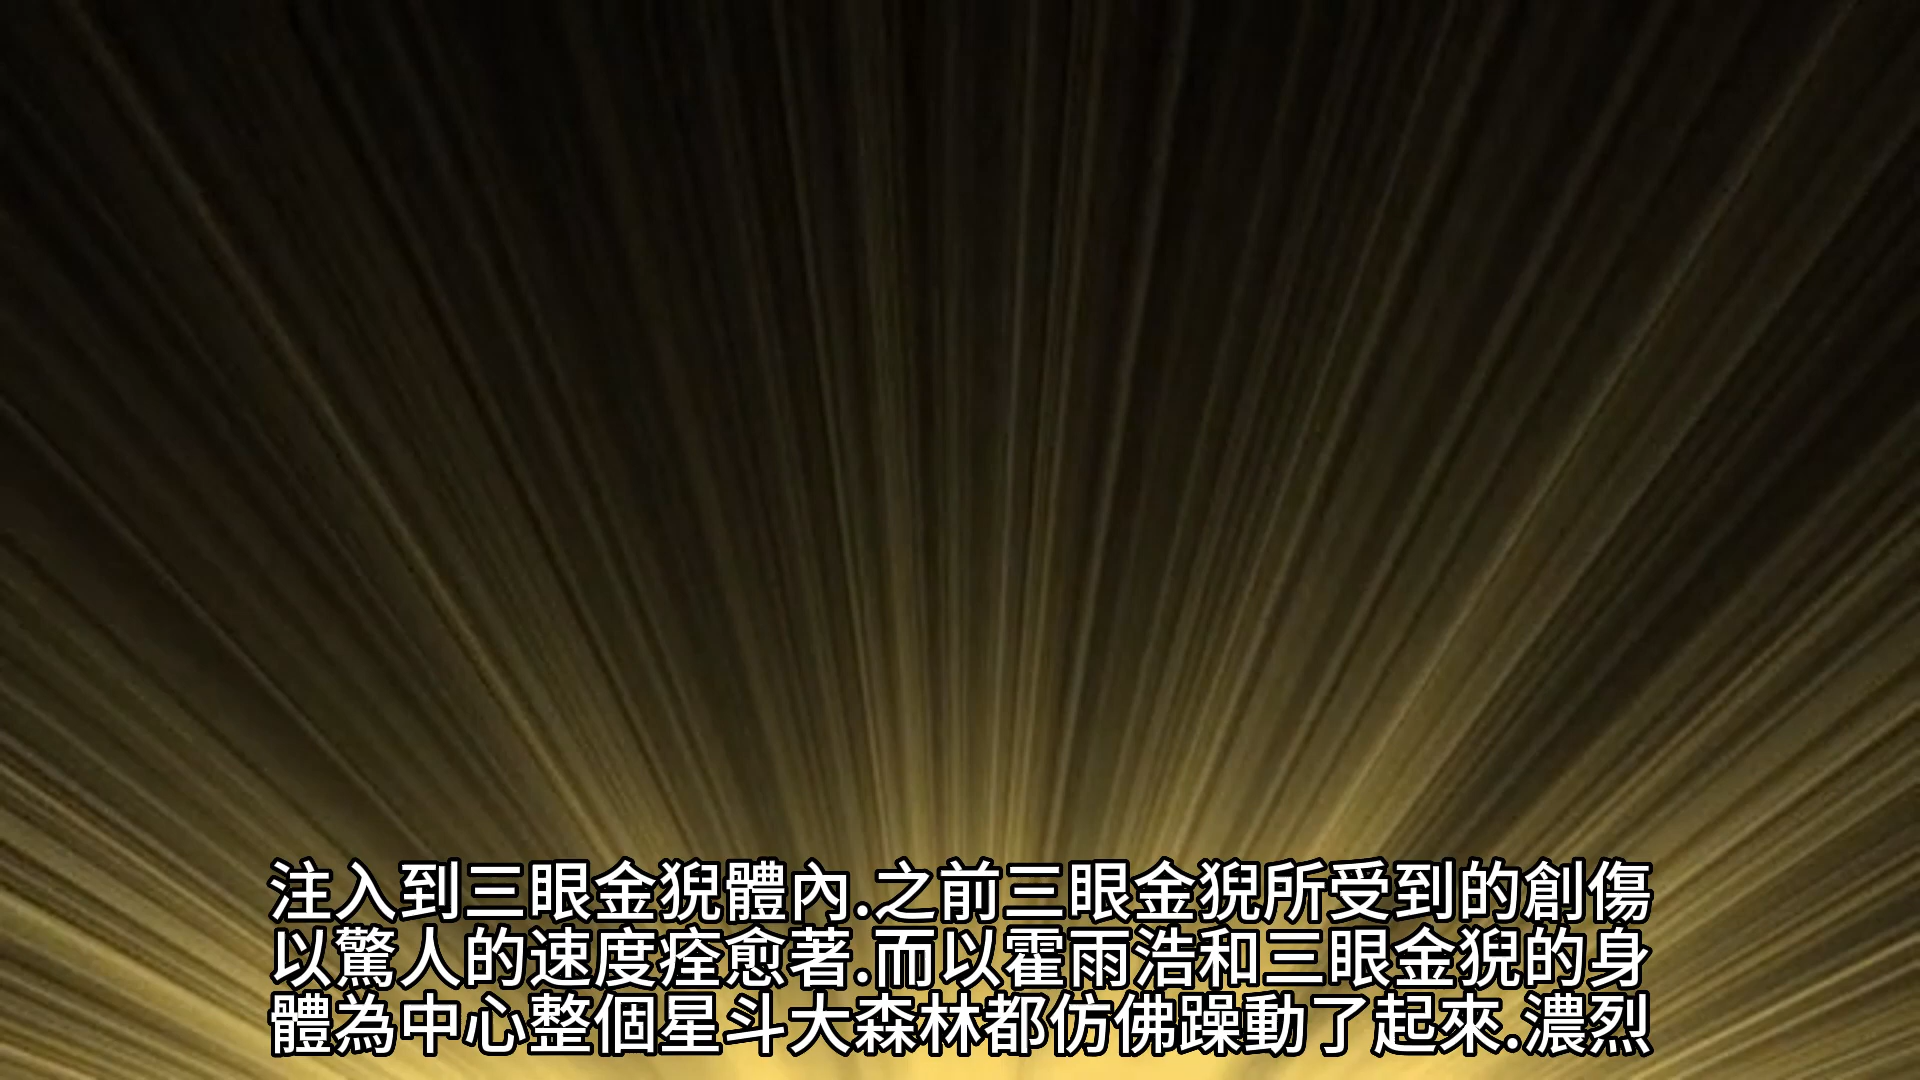 注入到三眼金猊體內.之前三眼金猊所受到的創傷
以驚人的速度痊愈著.而以霍雨浩和三眼金猊的身
體為中心整個星斗大森林都仿佛躁動了起來.濃烈